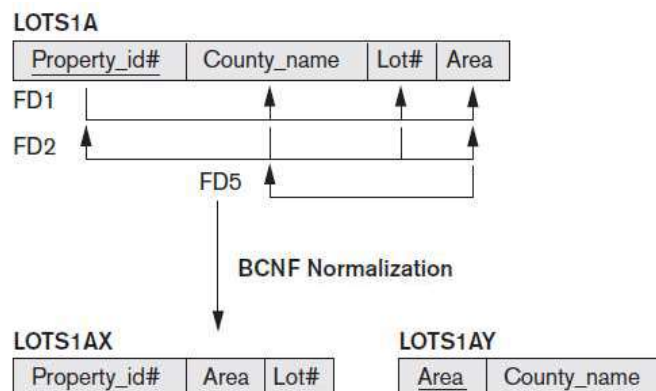 LOTS1A
Property_id# County_name Lot# Area
FD1
FD2
FD5
BCNF Normalization
LOTS1AX
Property_id# Area Lot#
LOTS1AY
Area County_name